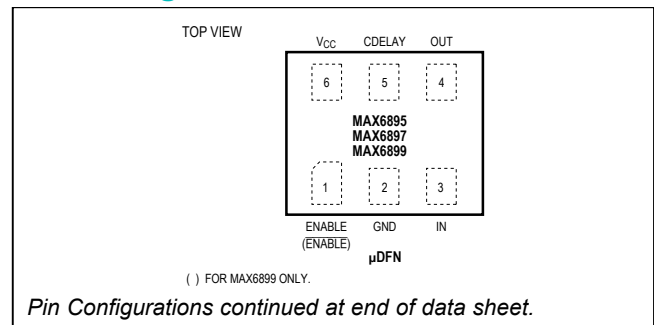 TOP VIEW
VCC CDELAY OUT
6 5 4
MAX6895
MAX6897
MAX6899
1 2 3
ENABLE GND IN
(ENABLE)
µDFN
( ) FOR MAX6899 ONLY.
Pin Configurations continued at end of data sheet.